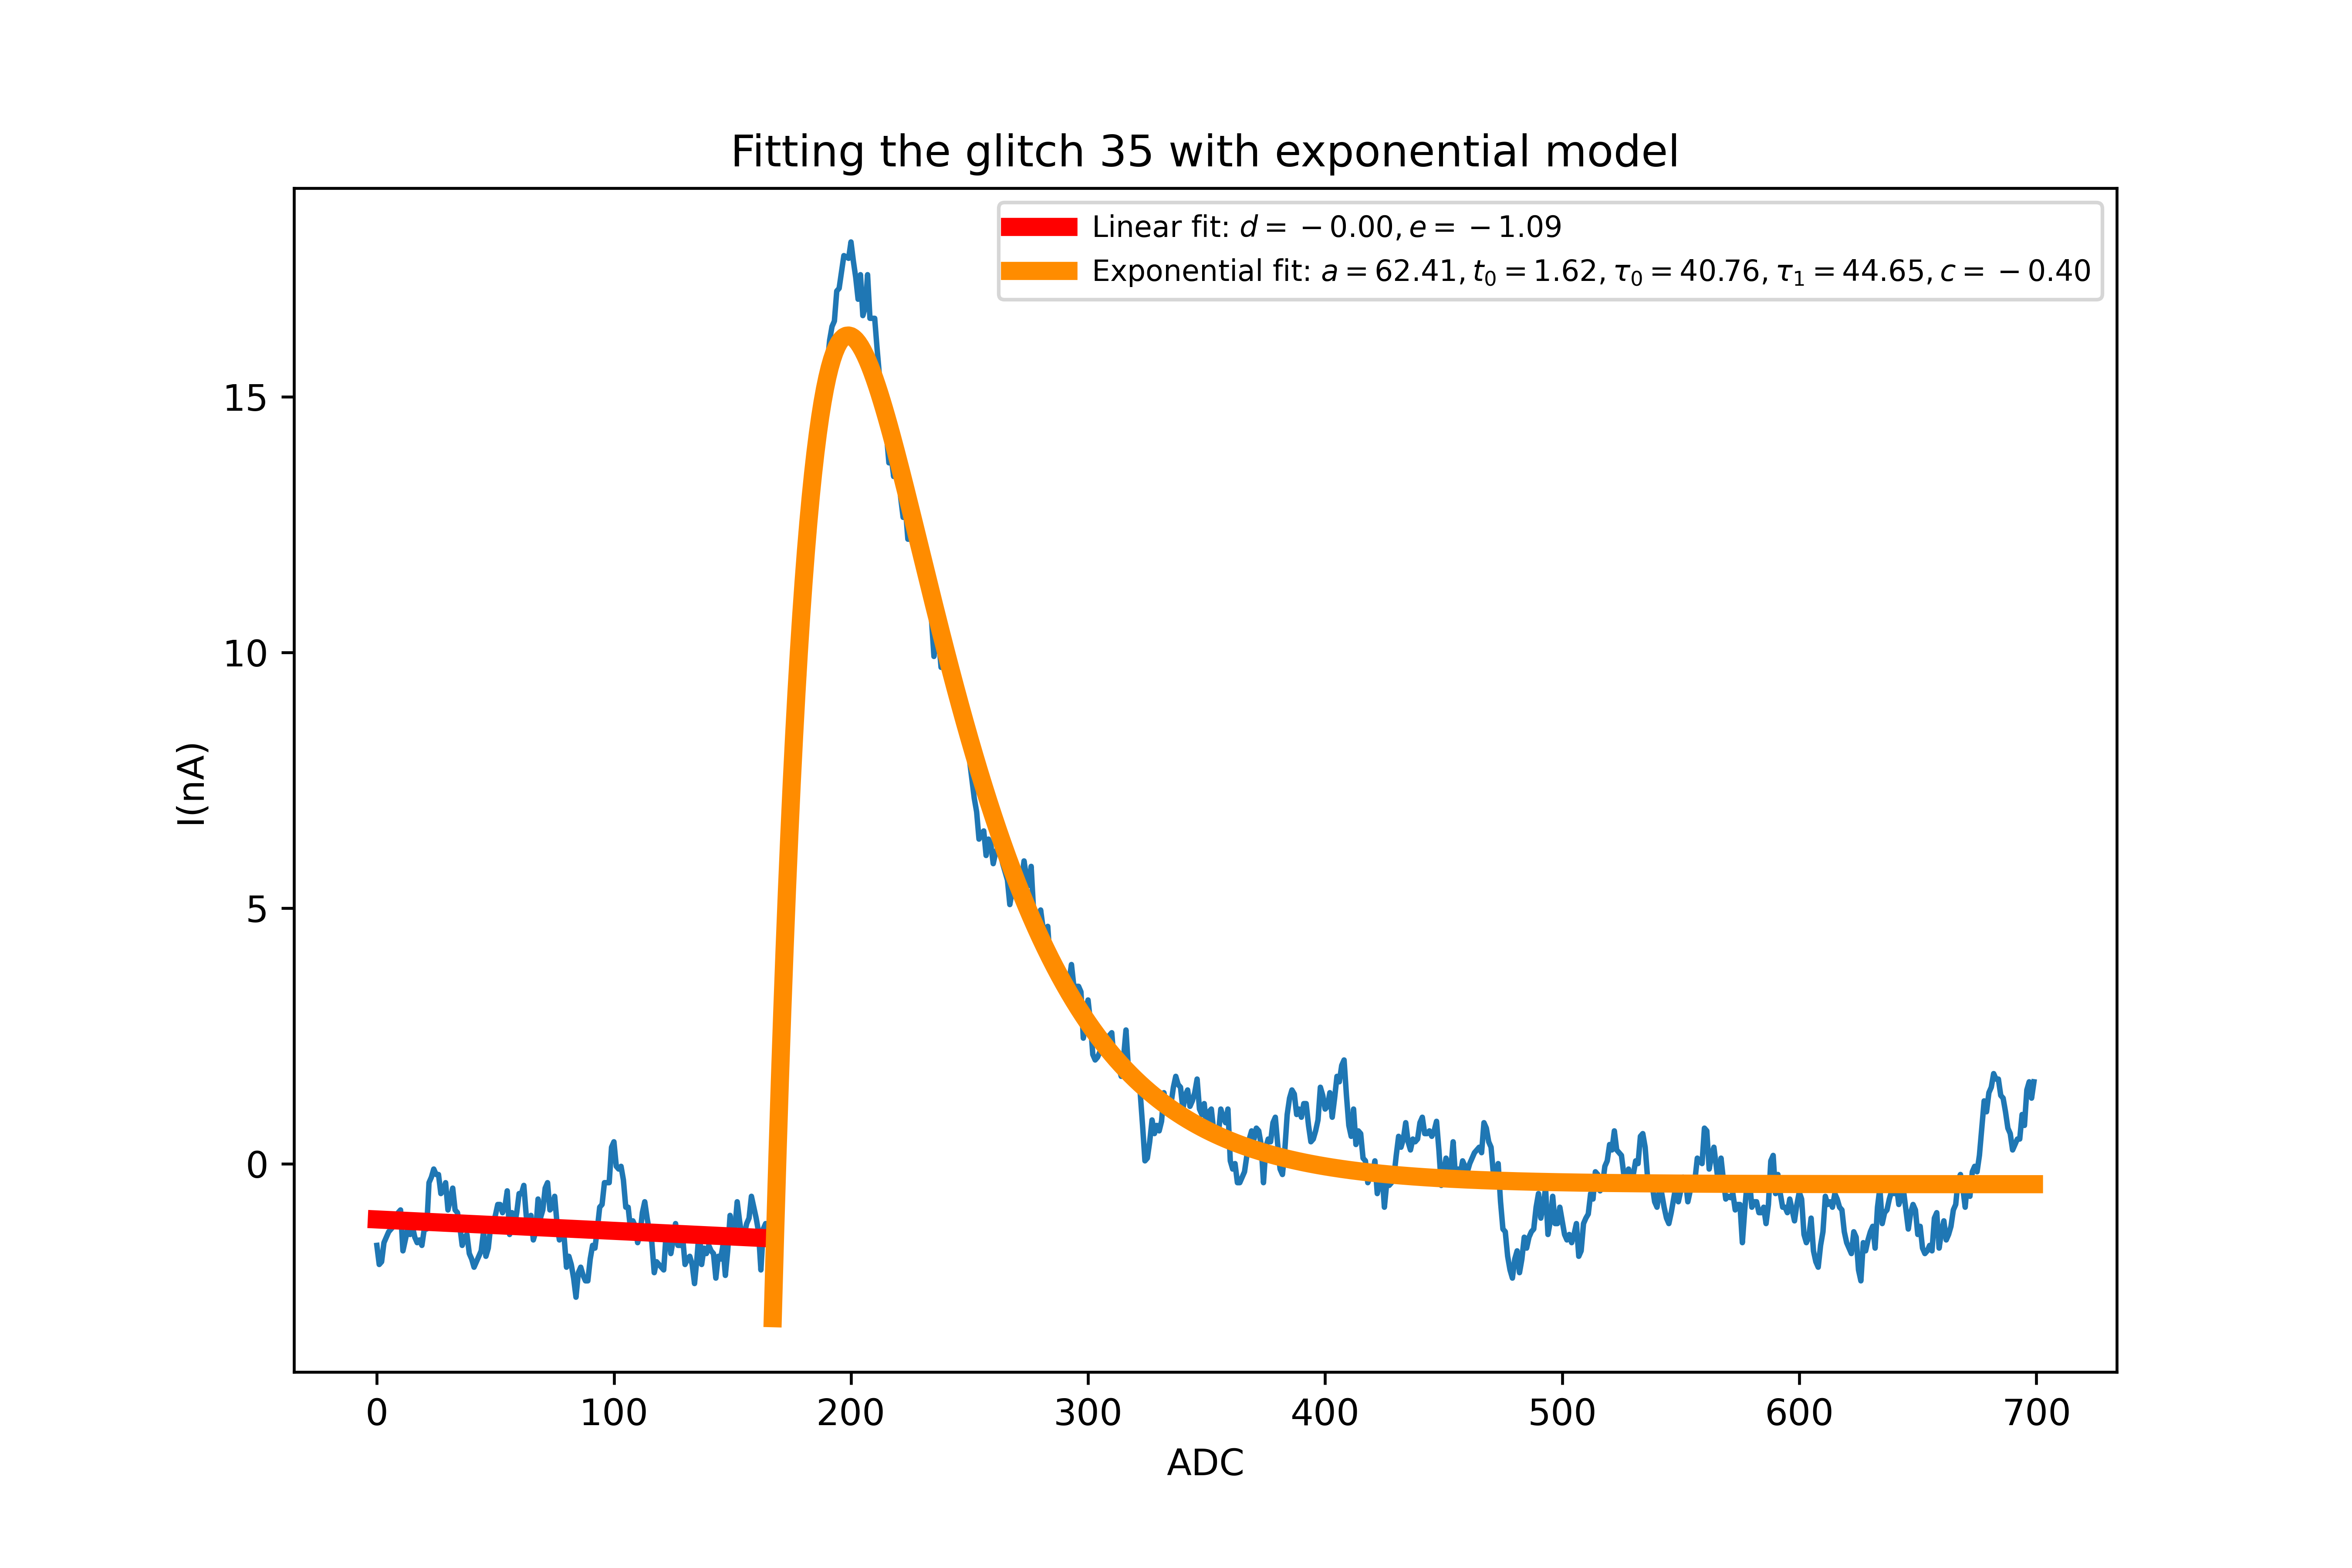 Fitting the glitch 35 with exponential model
Linear fit: d = −0.00, e = −1.09
Exponential fit: a = 62.41, t₀ = 1.62, τ₀ = 40.76, τ₁ = 44.65, c = −0.40
15
10
5
0
I(nA)
0 100 200 300 400 500 600 700
ADC